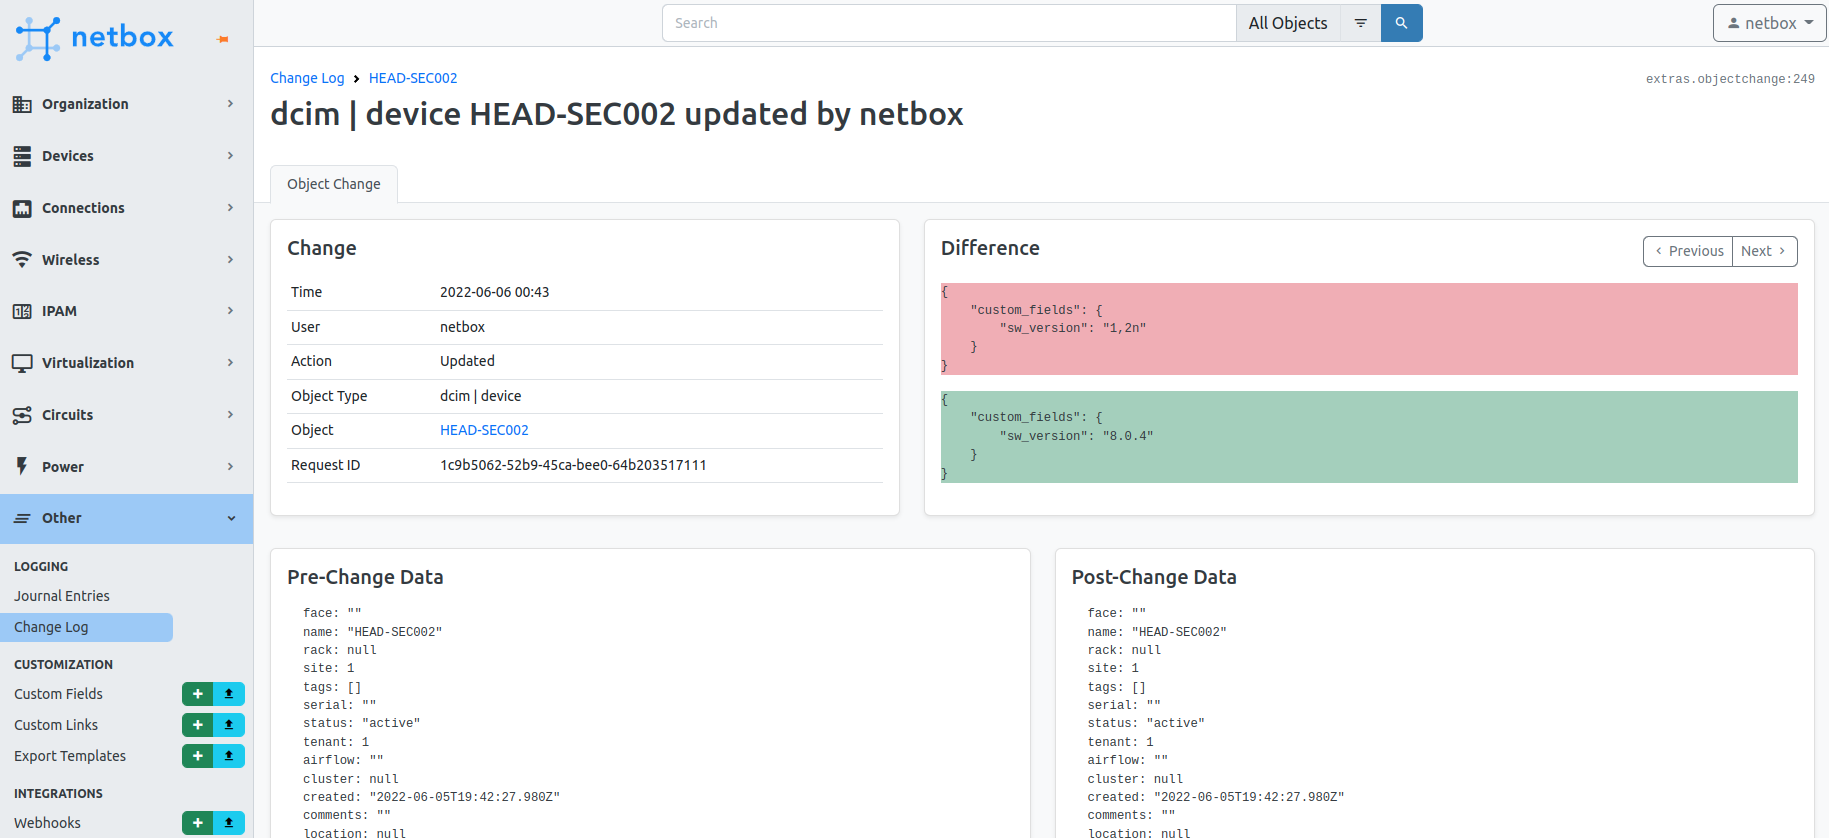 netbox
Search
All Objects
netbox
Organization
Devices
Connections
Wireless
IPAM
Virtualization
Circuits
Power
Other
LOGGING
Journal Entries
Change Log
CUSTOMIZATION
Custom Fields
Custom Links
Export Templates
INTEGRATIONS
Webhooks
Change Log > HEAD-SEC002
extras.objectchange:249
dcim | device HEAD-SEC002 updated by netbox
Object Change
Change
Time 2022-06-06 00:43
User netbox
Action Updated
Object Type dcim | device
Object HEAD-SEC002
Request ID 1c9b5062-52b9-45ca-bee0-64b203517111
Difference
< Previous
Next >
{
    "custom_fields": {
        "sw_version": "1,2n"
    }
}
{
    "custom_fields": {
        "sw_version": "8.0.4"
    }
}
Pre-Change Data
face: ""
name: "HEAD-SEC002"
rack: null
site: 1
tags: []
serial: ""
status: "active"
tenant: 1
airflow: ""
cluster: null
created: "2022-06-05T19:42:27.980Z"
comments: ""
location: null
Post-Change Data
face: ""
name: "HEAD-SEC002"
rack: null
site: 1
tags: []
serial: ""
status: "active"
tenant: 1
airflow: ""
cluster: null
created: "2022-06-05T19:42:27.980Z"
comments: ""
location: null